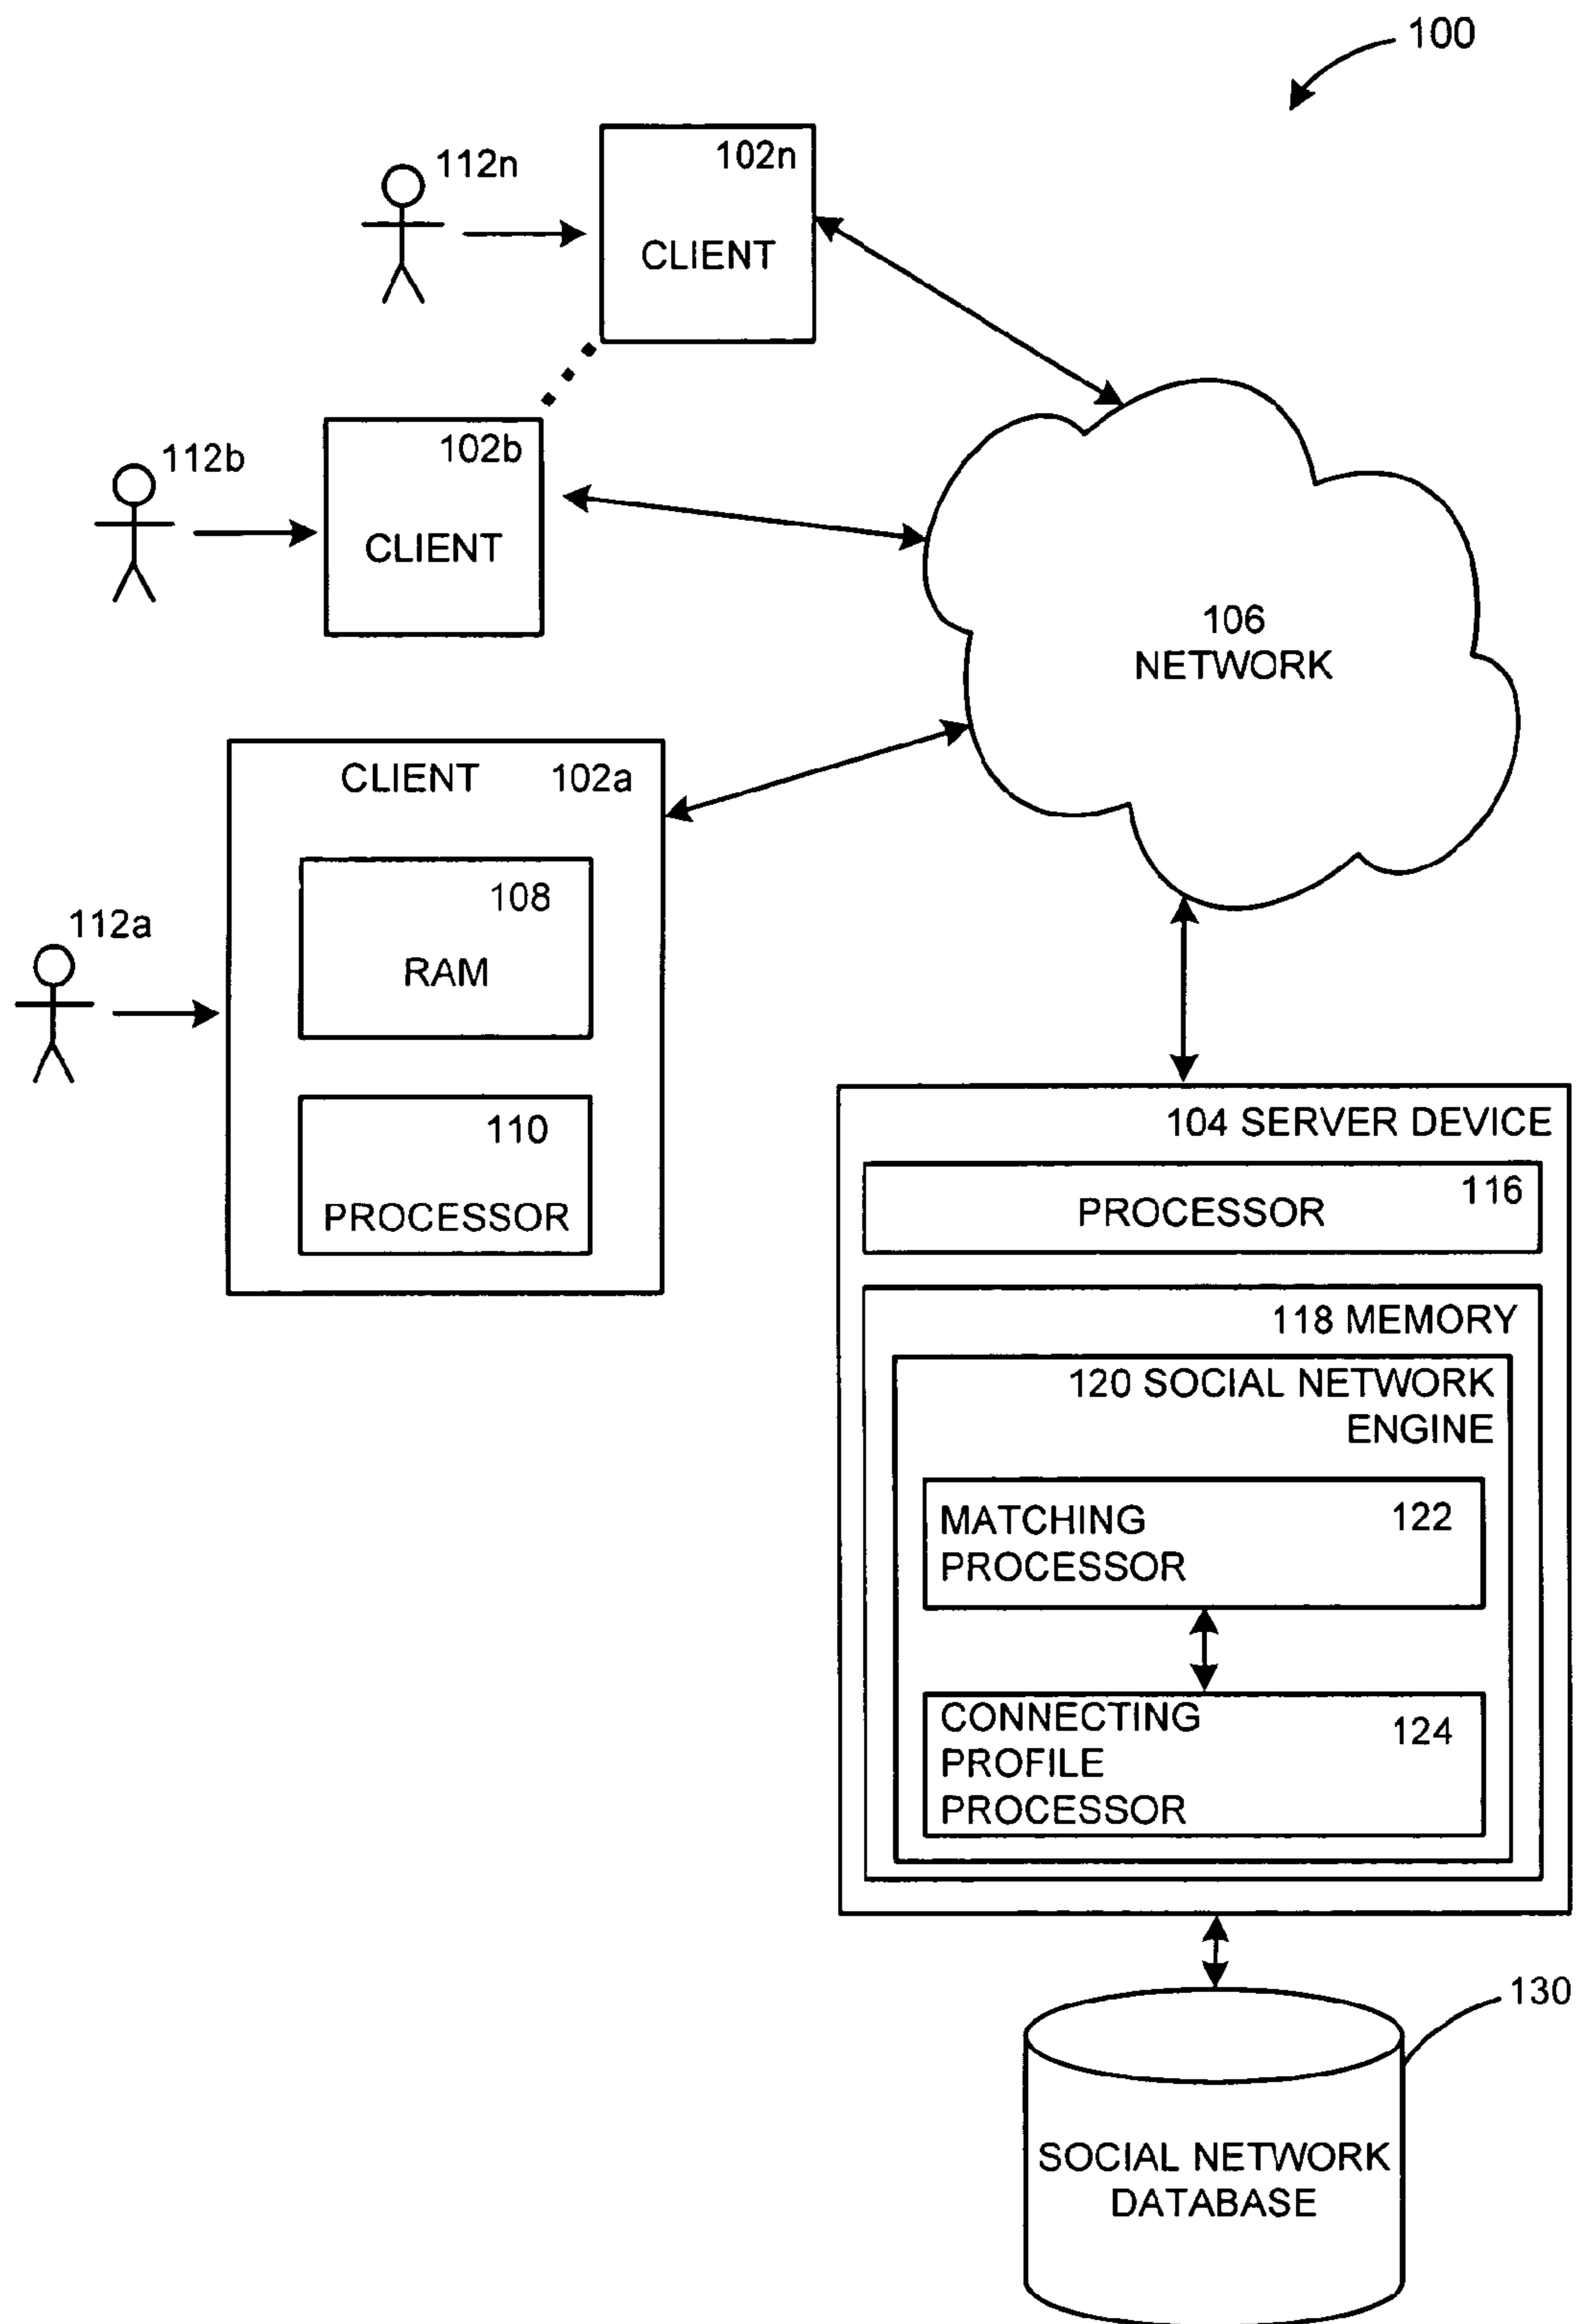 100
112n
102n
CLIENT
112b
102b
CLIENT
106
NETWORK
CLIENT 102a
108
RAM
112a
110
PROCESSOR
104 SERVER DEVICE
116
PROCESSOR
118 MEMORY
120 SOCIAL NETWORK
ENGINE
MATCHING 122
PROCESSOR
CONNECTING 124
PROFILE
PROCESSOR
130
SOCIAL NETWORK
DATABASE